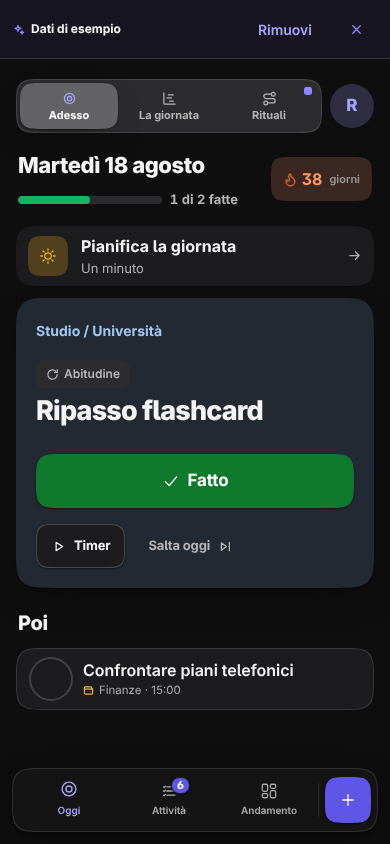 Dati di esempio
Rimuovi
Adesso
La giornata
Rituali
R
Martedì 18 agosto
1 di 2 fatte
38 giorni
Pianifica la giornata
Un minuto
Studio / Università
Abitudine
Ripasso flashcard
Fatto
Timer
Salta oggi
Poi
Confrontare piani telefonici
Finanze · 15:00
6
Oggi
Attività
Andamento